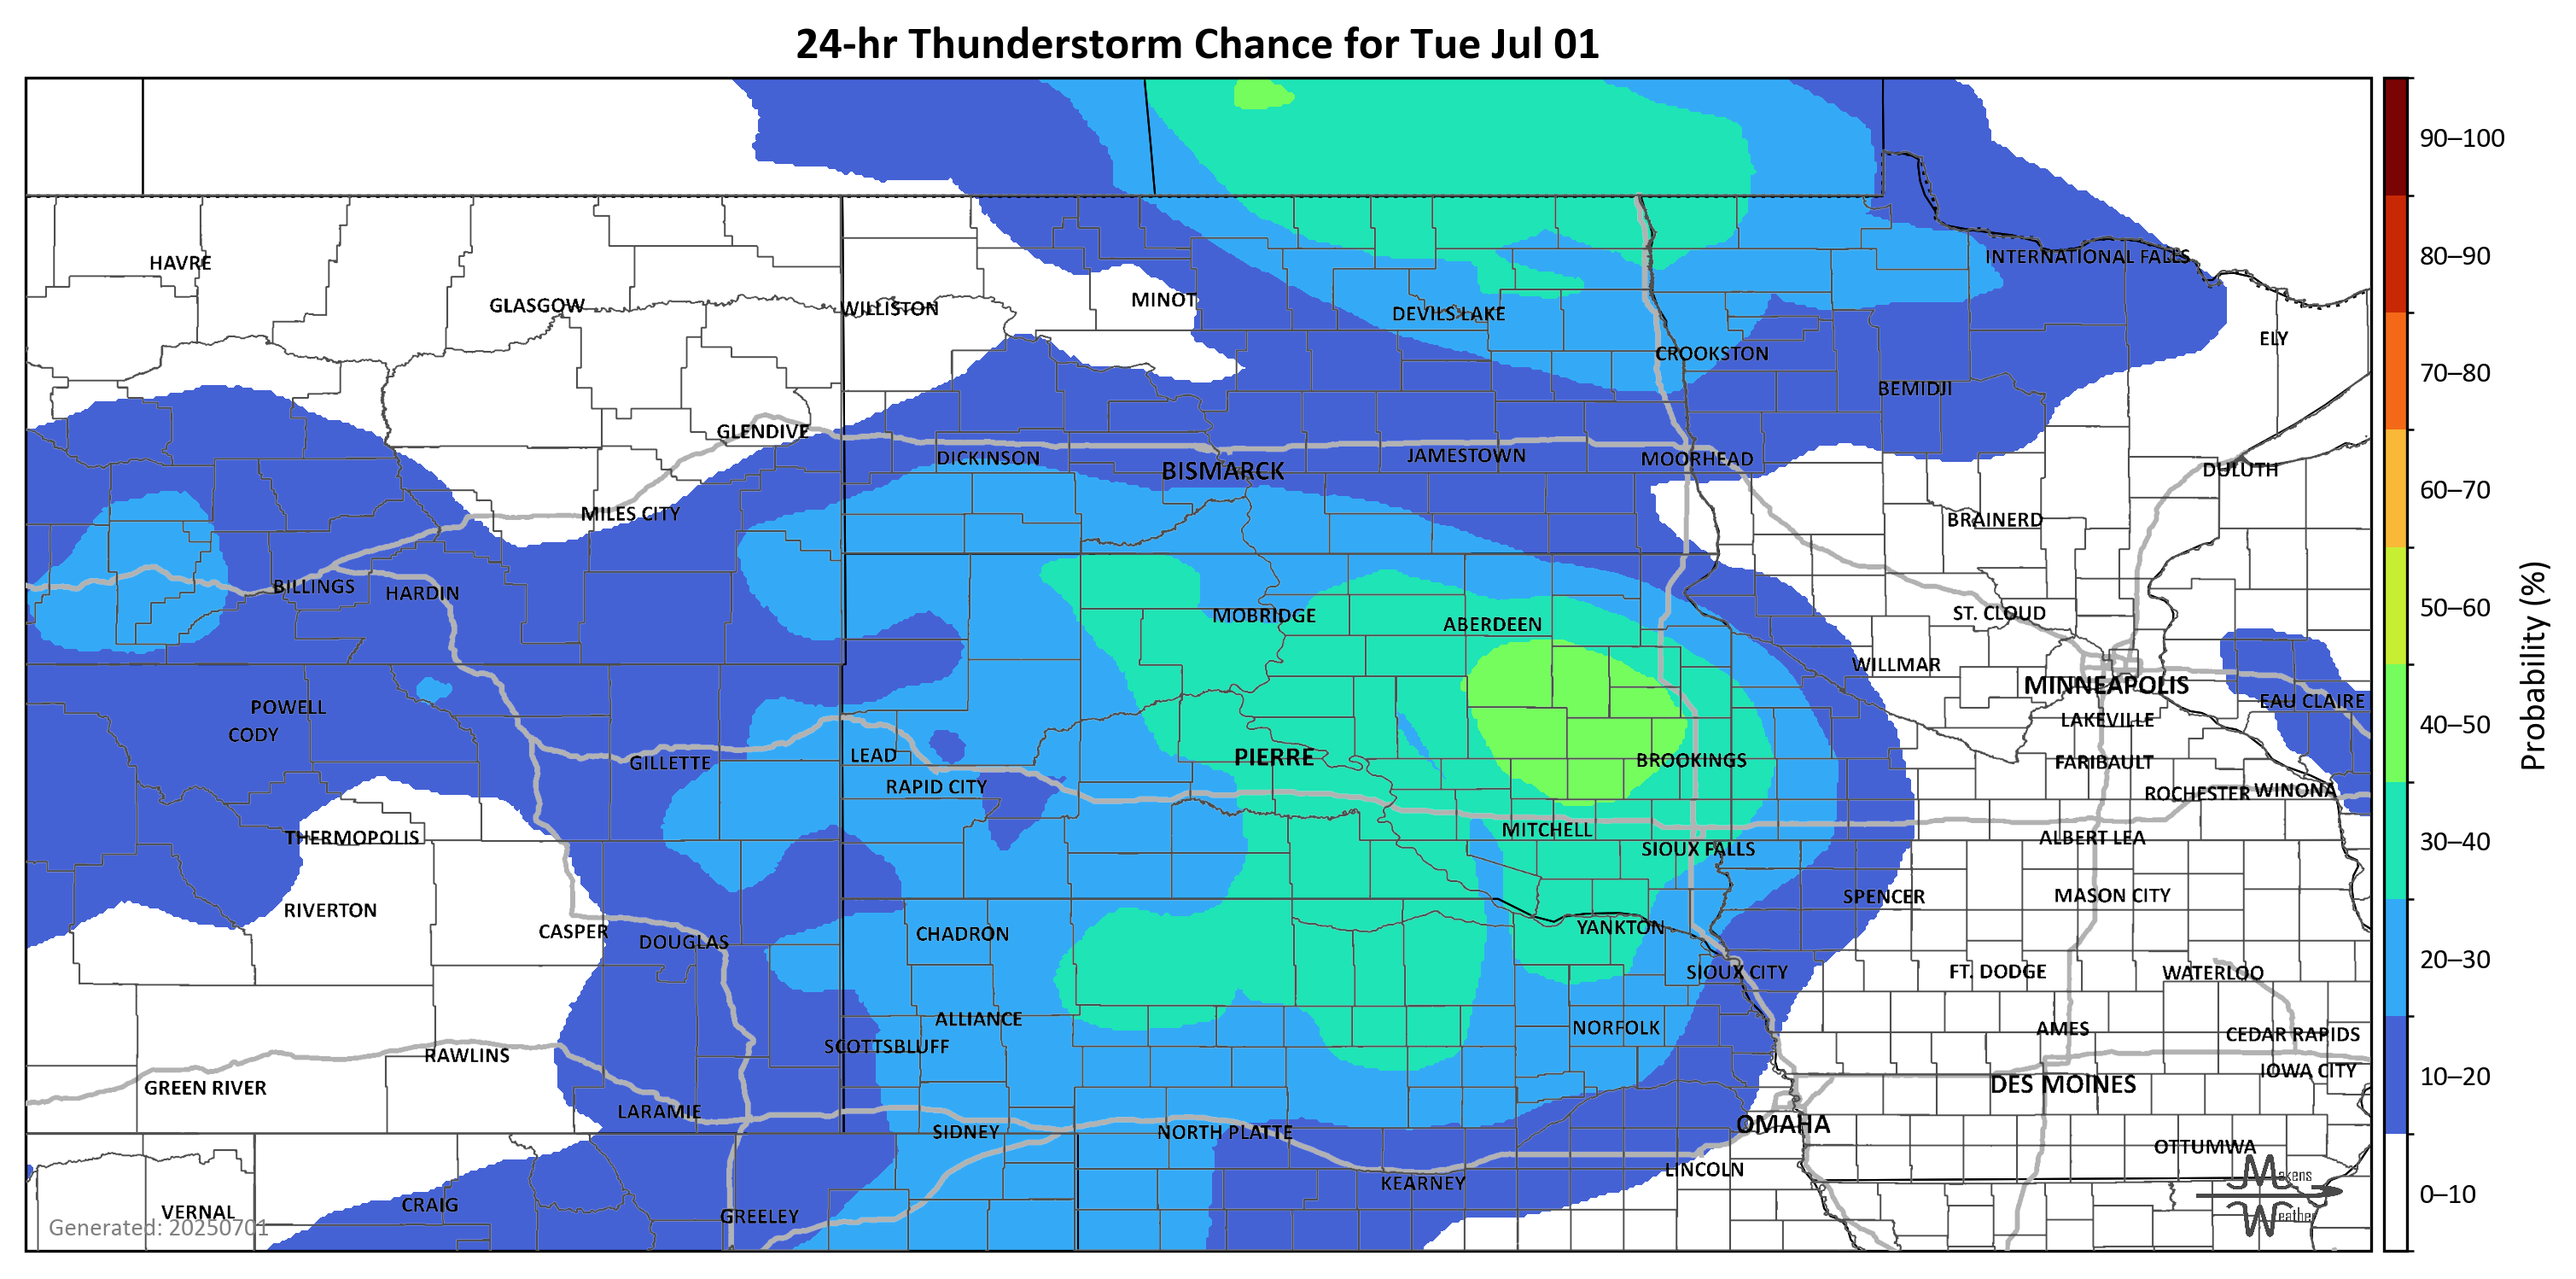 24-hr Thunderstorm Chance for Tue Jul 01
90–100
80–90
70–80
60–70
50–60
40–50
30–40
20–30
10–20
0–10
Probability (%)
HAVRE
INTERNATIONAL FALLS
GLASGOW
WILLISTON
MINOT
DEVILS LAKE
ELY
CROOKSTON
BEMIDJI
GLENDIVE
DICKINSON
BISMARCK
JAMESTOWN
MOORHEAD
DULUTH
MILES CITY
BRAINERD
BILLINGS
HARDIN
MOBRIDGE
ABERDEEN
ST. CLOUD
WILLMAR
MINNEAPOLIS
POWELL
EAU CLAIRE
CODY
LAKEVILLE
LEAD
GILLETTE
PIERRE
BROOKINGS
FARIBAULT
RAPID CITY
ROCHESTER
WINONA
THERMOPOLIS
MITCHELL
ALBERT LEA
SIOUX FALLS
RIVERTON
SPENCER
MASON CITY
CASPER
DOUGLAS
CHADRON
YANKTON
SIOUX CITY
FT. DODGE
WATERLOO
ALLIANCE
NORFOLK
AMES
CEDAR RAPIDS
SCOTTSBLUFF
RAWLINS
IOWA CITY
GREEN RIVER
DES MOINES
LARAMIE
SIDNEY
NORTH PLATTE
OMAHA
OTTUMWA
LINCOLN
KEARNEY
CRAIG
VERNAL
GREELEY
Generated: 20250701
Makens
Weather